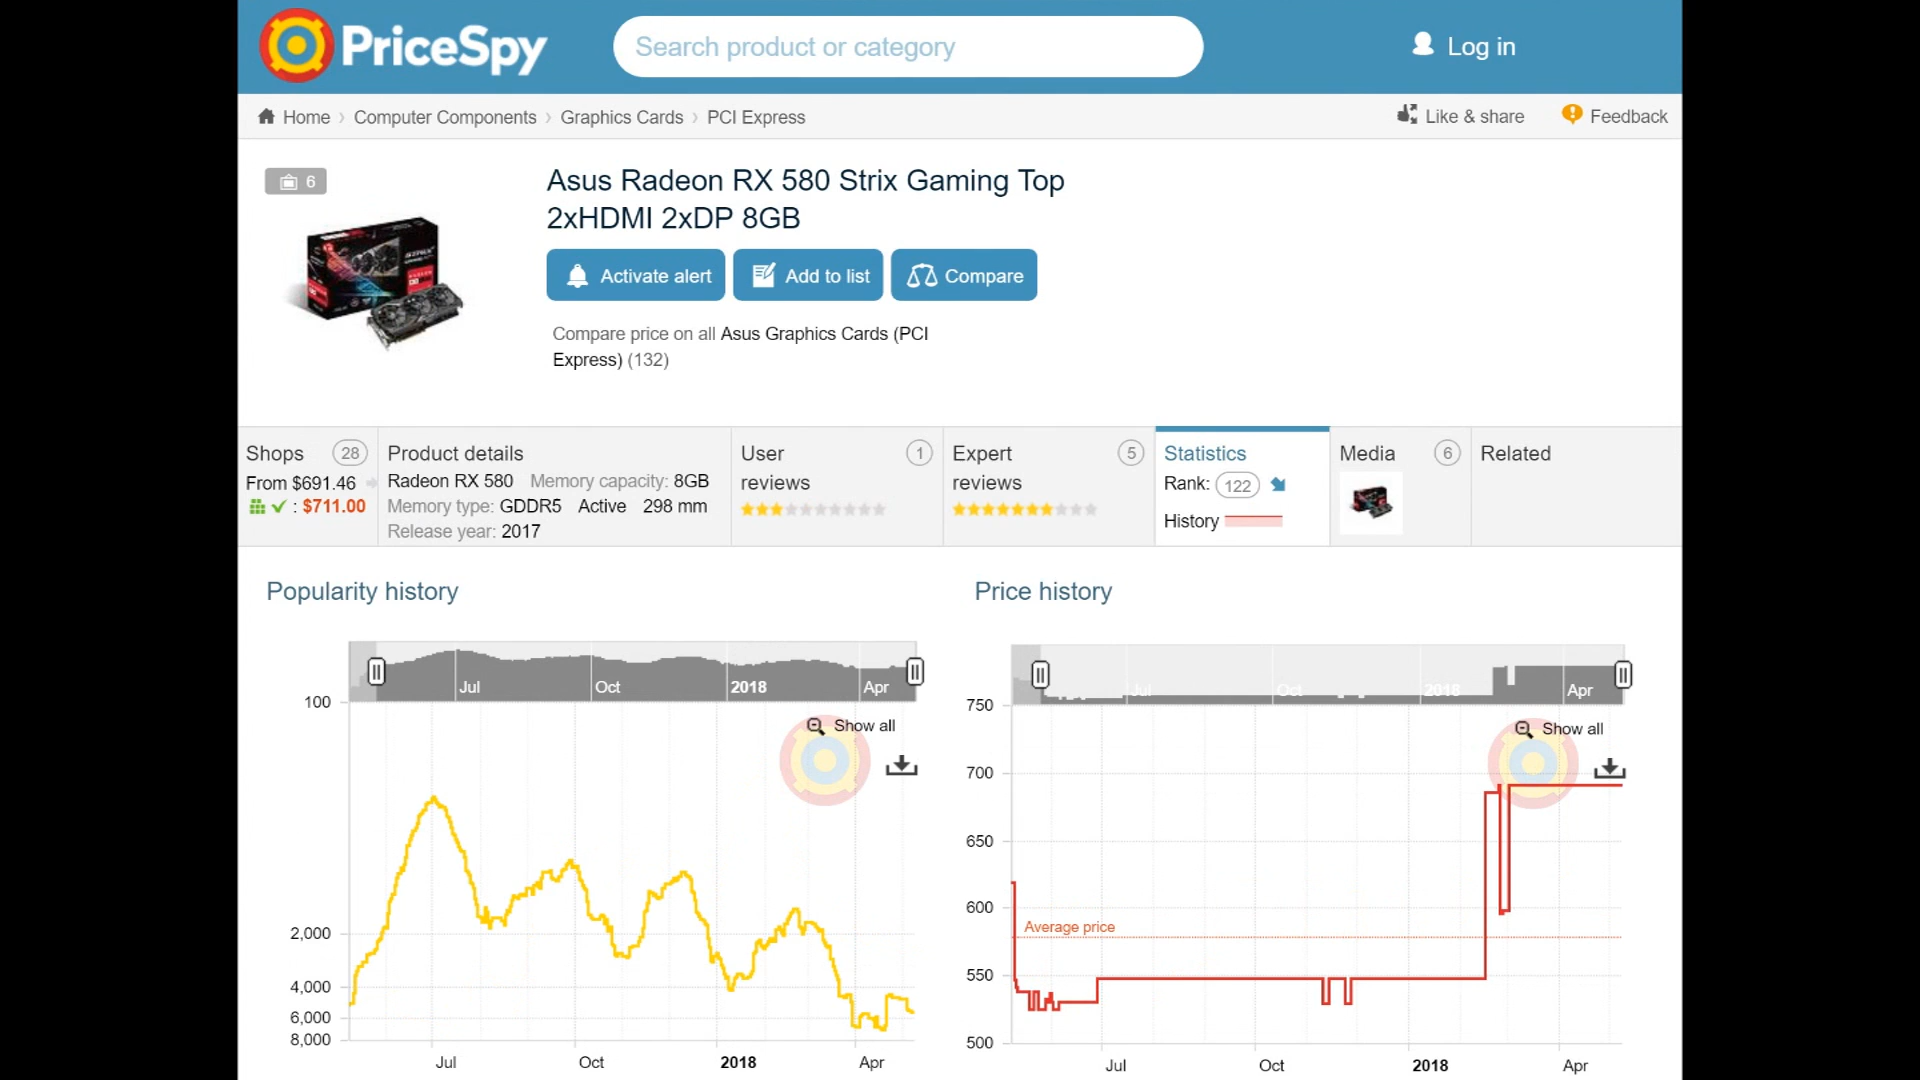 PriceSpy
Search product or category
Log in
Home › Computer Components › Graphics Cards › PCI Express
Like & share
Feedback
6
Asus Radeon RX 580 Strix Gaming Top
2xHDMI 2xDP 8GB
Activate alert
Add to list
Compare
Compare price on all Asus Graphics Cards (PCI
Express) (132)
Shops 28
From $691.46
: $711.00
Product details
Radeon RX 580 Memory capacity: 8GB
Memory type: GDDR5 Active 298 mm
Release year: 2017
User 1
reviews
Expert 5
reviews
Statistics
Rank: 122
History
Media 6
Related
Popularity history
Jul Oct 2018 Apr
Show all
100
2,000
4,000
6,000
8,000
Jul Oct 2018 Apr
Price history
Jul Oct 2018 Apr
Show all
750
700
650
600
550
500
Average price
Jul Oct 2018 Apr